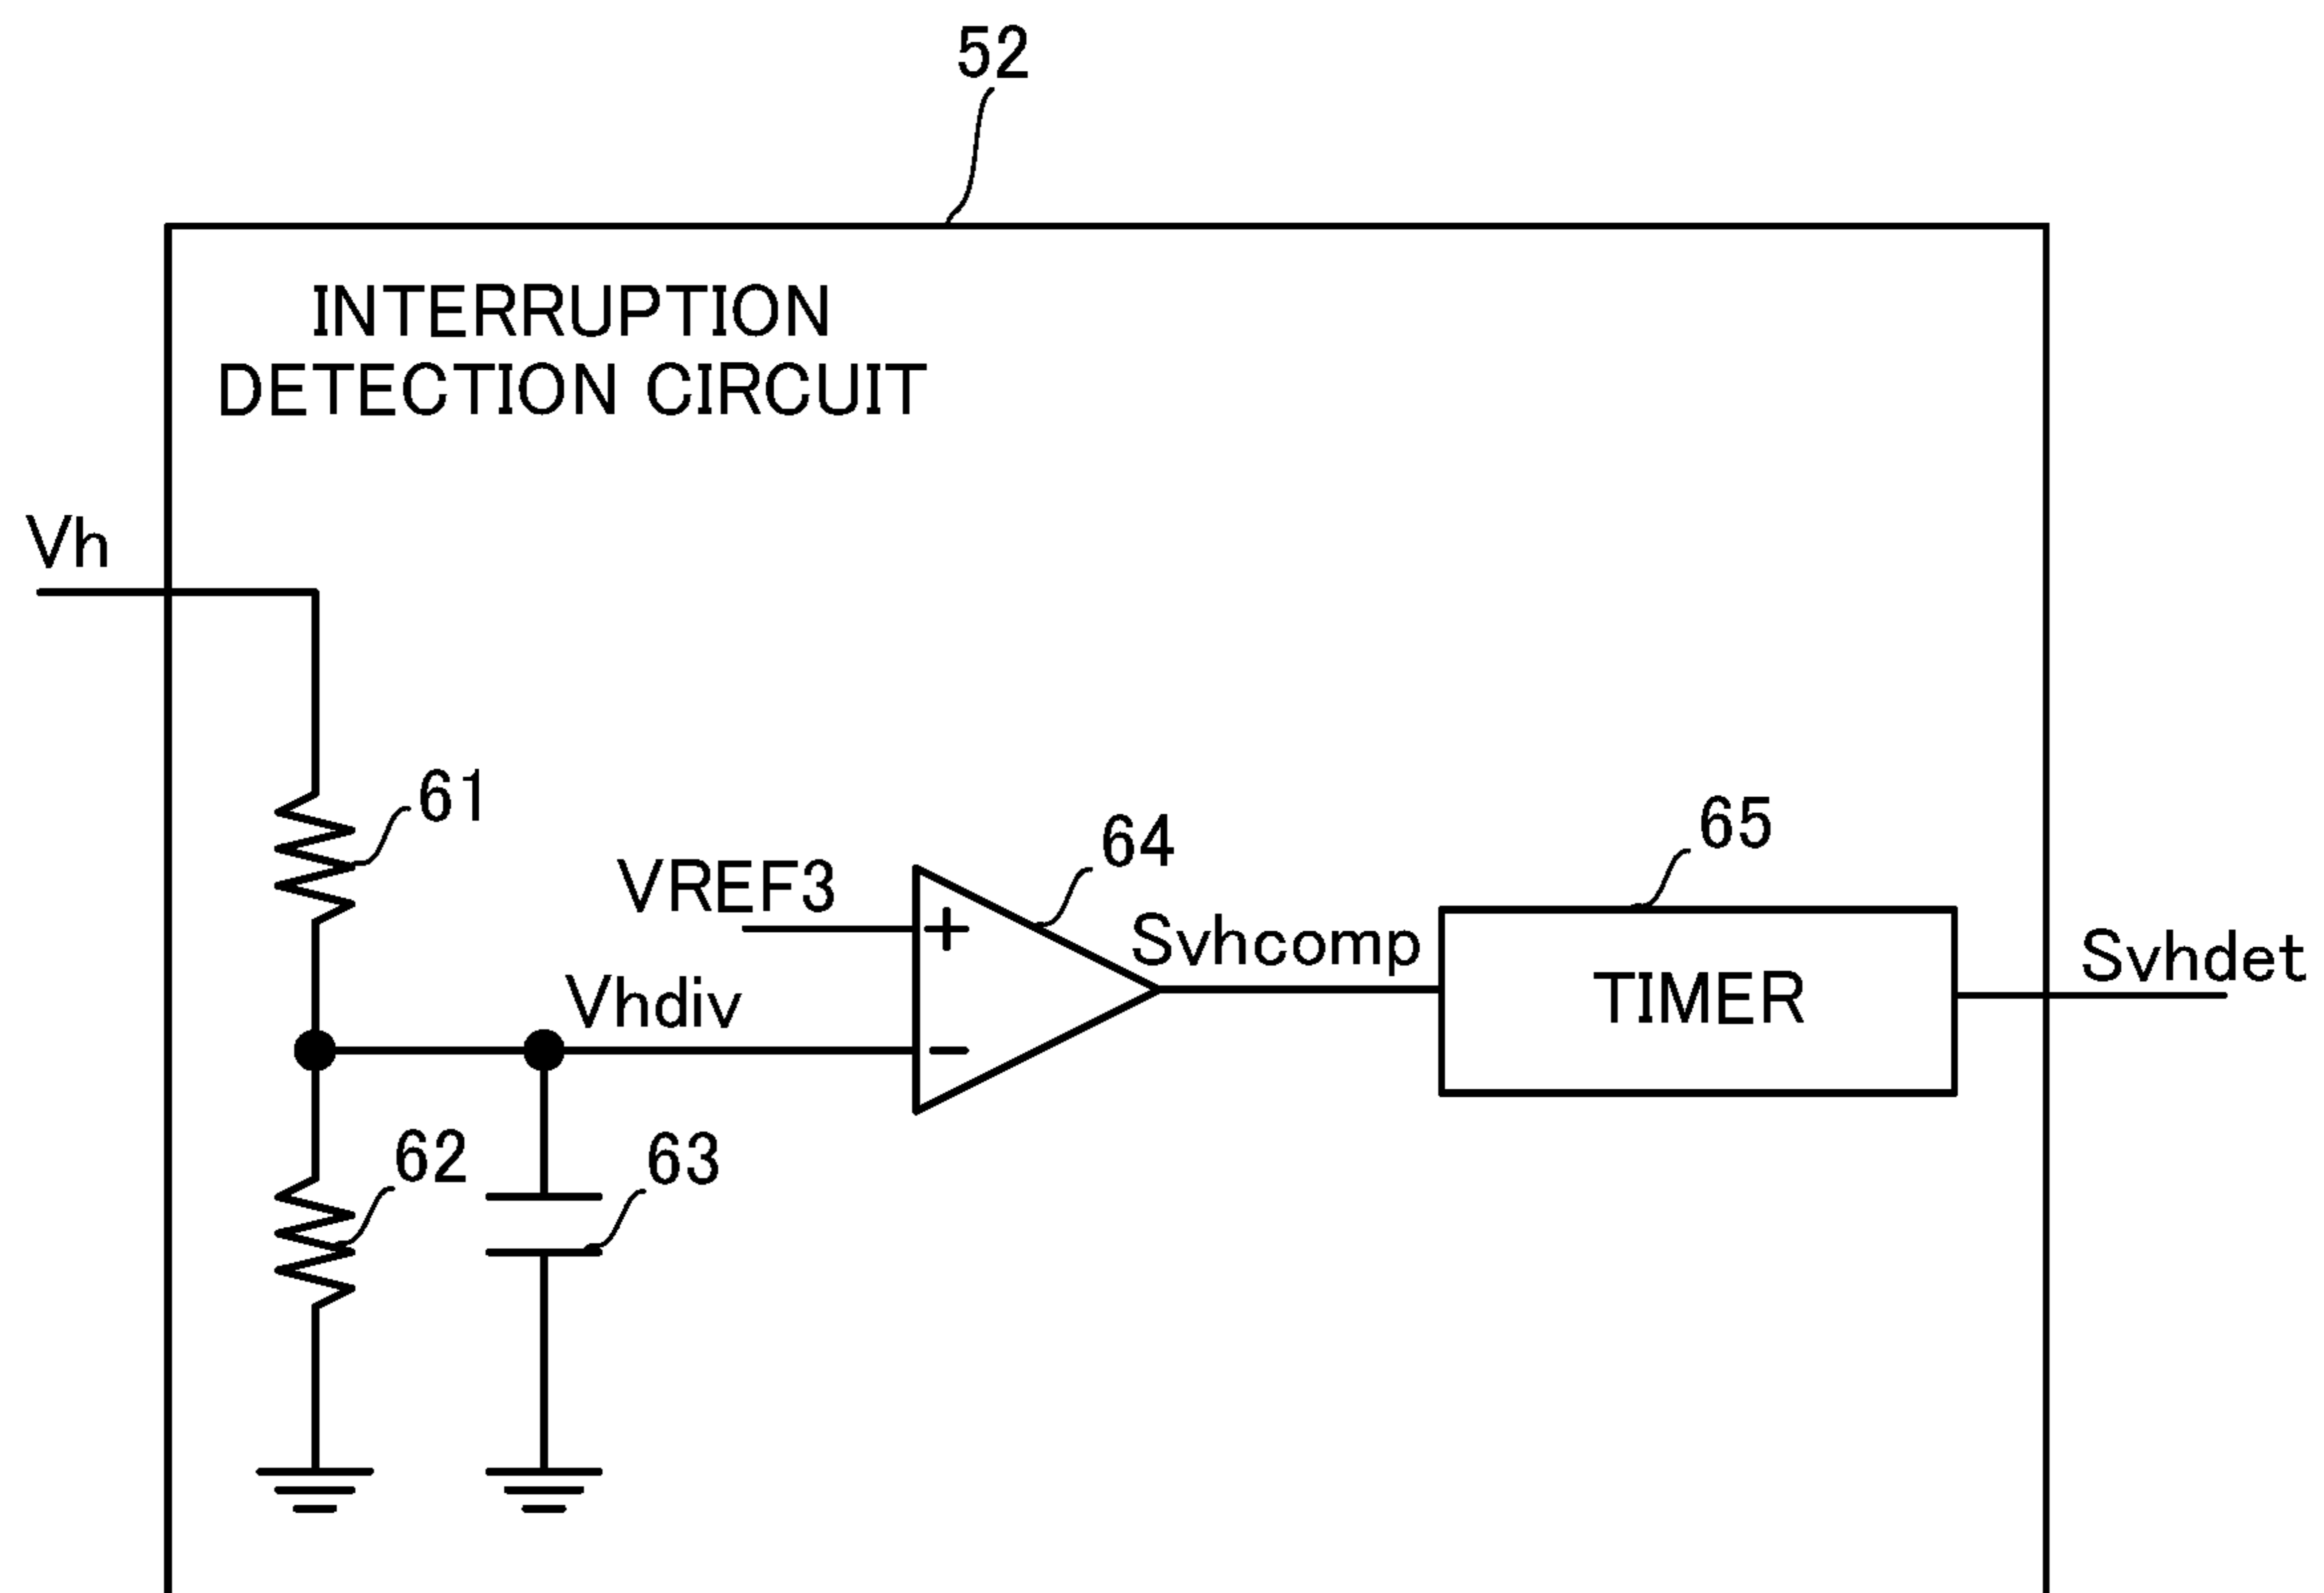 52
INTERRUPTION
DETECTION CIRCUIT
Vh
61
VREF3
64
65
Svhcomp
Svhdet
TIMER
+
Vhdiv
−
62
63